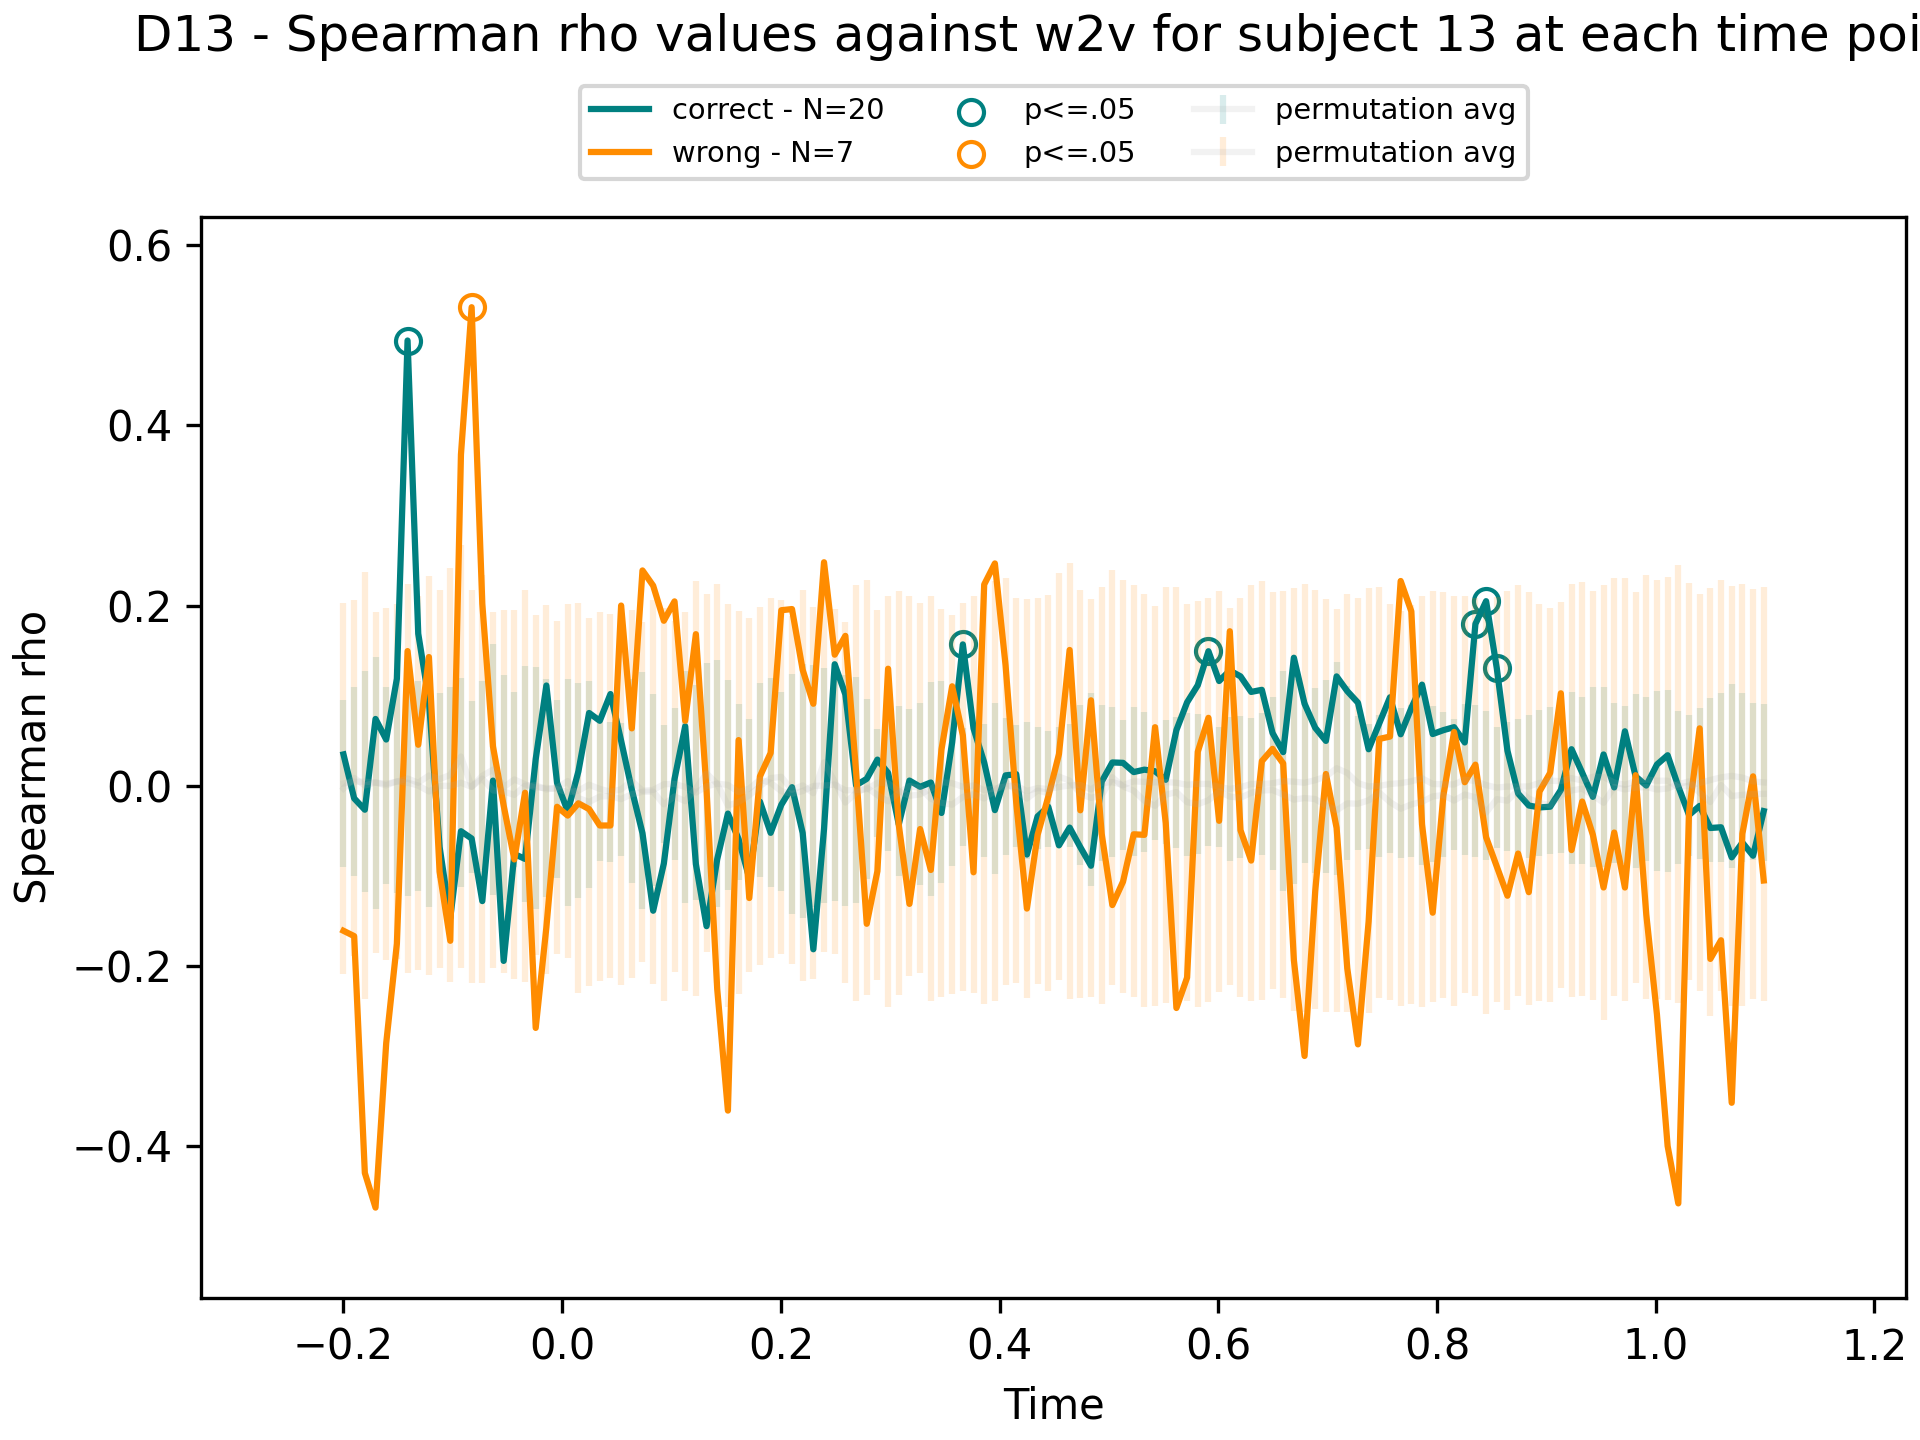 D13 - Spearman rho values against w2v for subject 13 at each time poi
correct - N=20
wrong - N=7
p<=.05
p<=.05
permutation avg
permutation avg
Spearman rho
0.6
0.4
0.2
0.0
−0.2
−0.4
−0.2
0.0
0.2
0.4
0.6
0.8
1.0
1.2
Time